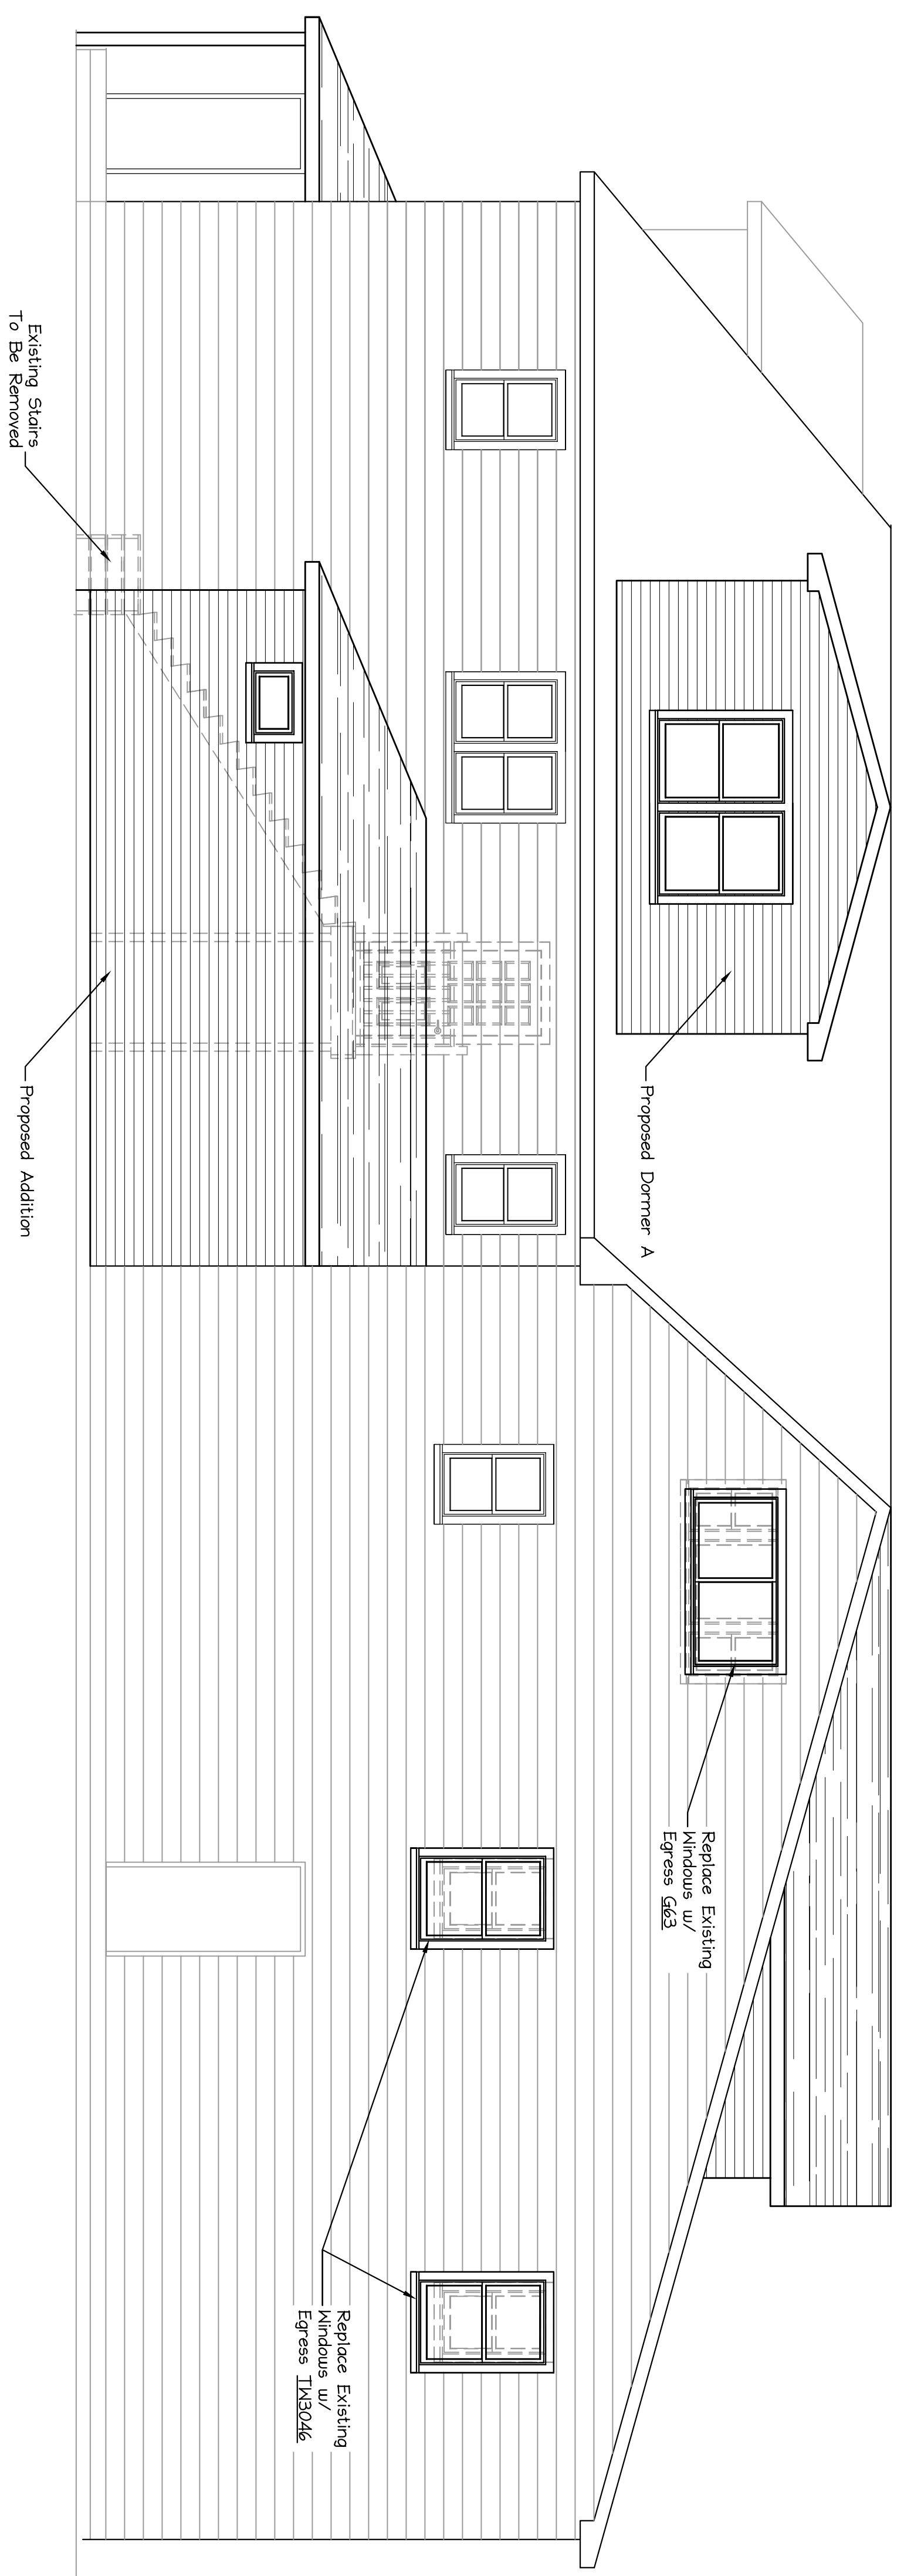 Proposed Dormer A
Replace Existing
Windows w/
Egress G63
Replace Existing
Windows w/
Egress TW3046
Existing Stairs
To Be Removed
Proposed Addition